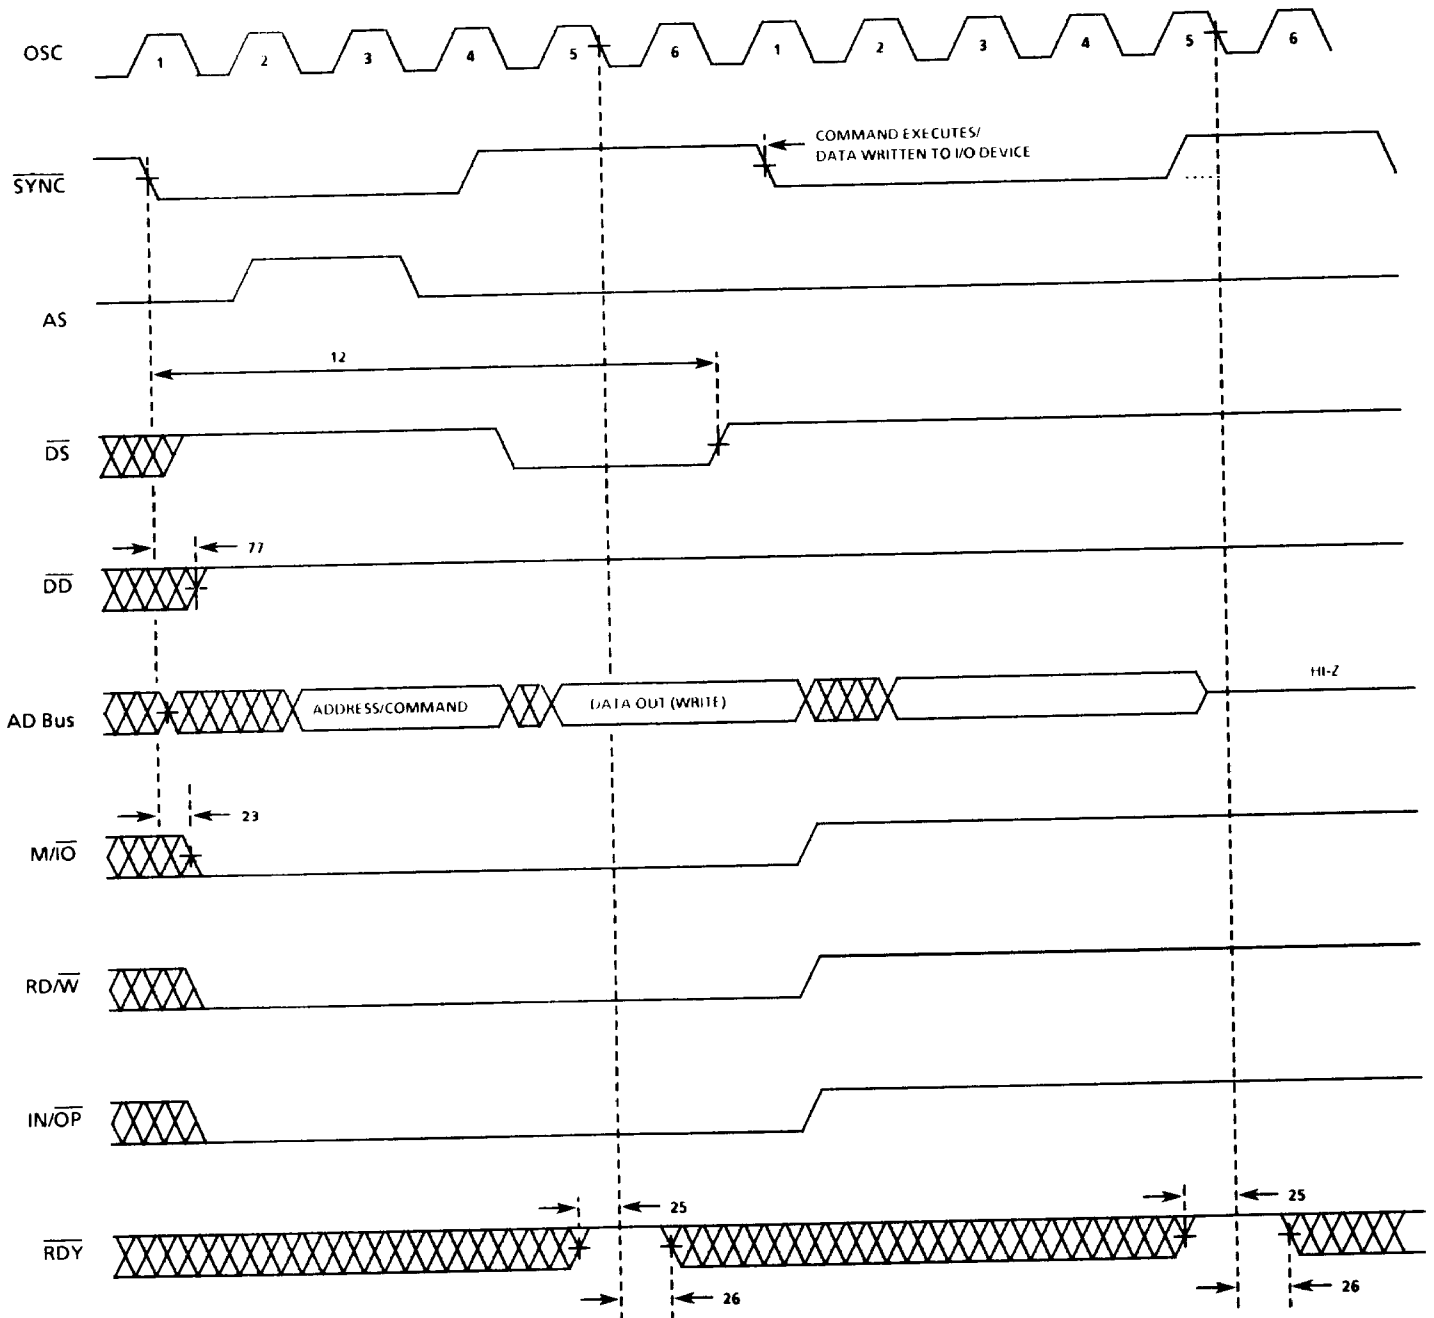 OSC 1 2 3 4 5 6 1 2 3 4 5 6
COMMAND EXECUTES/
DATA WRITTEN TO I/O DEVICE
SYNC
AS
12
DS
77
DD
HI-Z
AD Bus ADDRESS/COMMAND DATA OUT (WRITE)
23
M/IO
RD/W
IN/OP
25 25
RDY
26 26